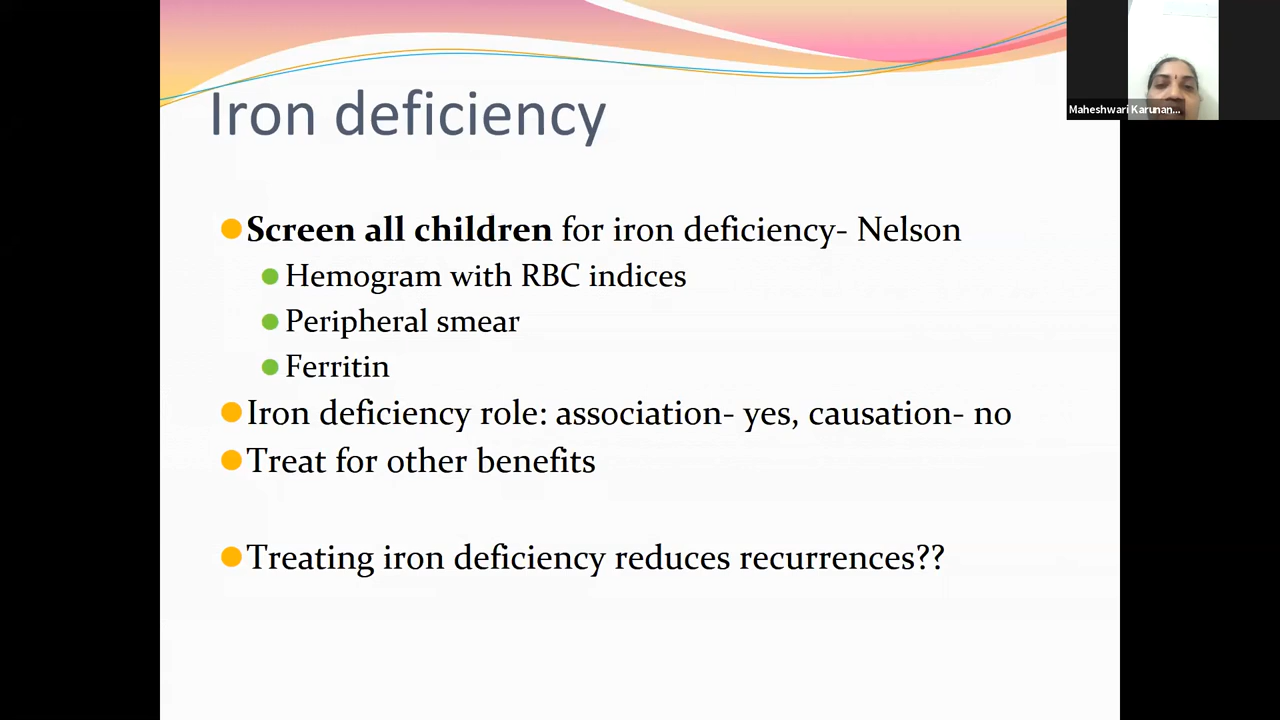 Iron deficiency
Screen all children for iron deficiency- Nelson
Hemogram with RBC indices
Peripheral smear
Ferritin
Iron deficiency role: association- yes, causation- no
Treat for other benefits
Treating iron deficiency reduces recurrences??
Maheshwari Karunan...